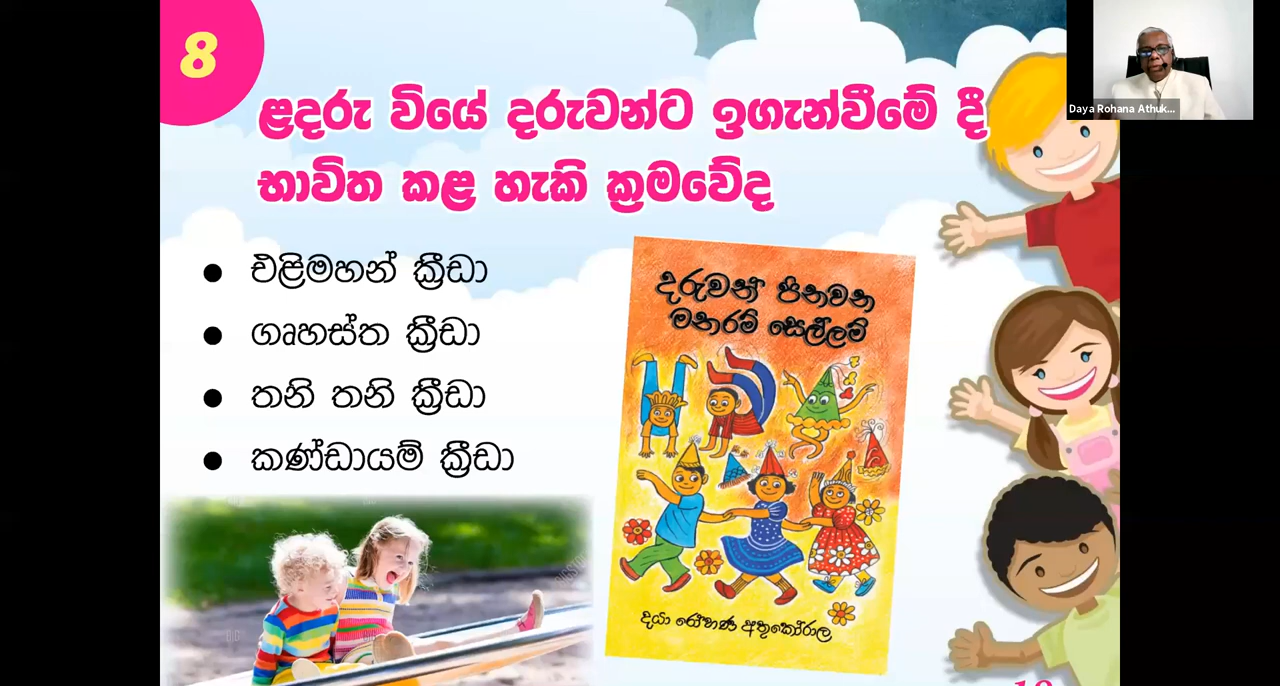 8
ළදරු වියේ දරුවන්ට ඉගැන්වීමේ දී
භාවිත කළ හැකි ක්‍රමවේද
• එළිමහන් ක්‍රීඩා
• ගෘහස්ත ක්‍රීඩා
• තනි තනි ක්‍රීඩා
• කණ්ඩායම් ක්‍රීඩා
දරුවන් පිනවන
මනරම් සෙල්ලම්
දයා රෝහණ අතුකෝරාල
Daya Rohana Athuk...